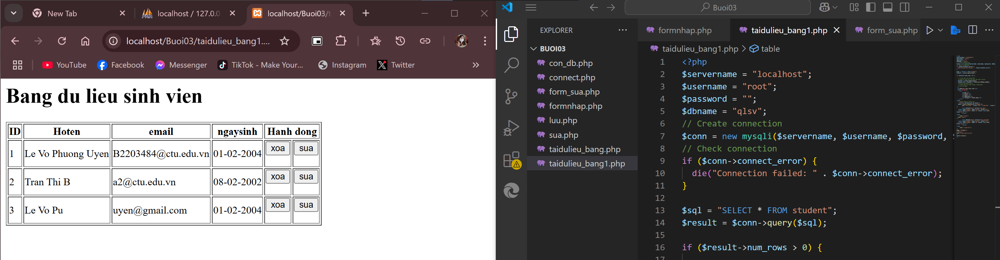 New Tab
localhost / 127.0.0
localhost/Buoi03/t
localhost/Buoi03/taidulieu_bang1....
YouTube
Facebook
Messenger
TikTok - Make Your...
Instagram
Twitter
Bang du lieu sinh vien
ID Hoten email ngaysinh Hanh dong
1 Le Vo Phuong Uyen B2203484@ctu.edu.vn 01-02-2004 xoa sua
2 Tran Thi B a2@ctu.edu.vn 08-02-2002 xoa sua
3 Le Vo Pu uyen@gmail.com 01-02-2004 xoa sua
Buoi03
EXPLORER
BUOI03
con_db.php
connect.php
form_sua.php
formnhap.php
luu.php
sua.php
taidulieu_bang.php
taidulieu_bang1.php
formnhap.php
taidulieu_bang1.php
form_sua.php
taidulieu_bang1.php > table
1 <?php
2 $servername = "localhost";
3 $username = "root";
4 $password = "";
5 $dbname = "qlsv";
6 // Create connection
7 $conn = new mysqli($servername, $username, $password,
8 // Check connection
9 if ($conn->connect_error) {
10 die("Connection failed: " . $conn->connect_error);
11 }
12
13 $sql = "SELECT * FROM student";
14 $result = $conn->query($sql);
15
16 if ($result->num_rows > 0) {
17